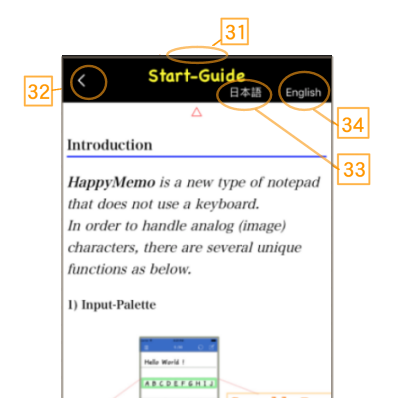 31
32
Start-Guide
日本語
English
34
33
Introduction
HappyMemo is a new type of notepad
that does not use a keyboard.
In order to handle analog (image)
characters, there are several unique
functions as below.
1) Input-Palette
Hello World !
A B C D E F G H I J